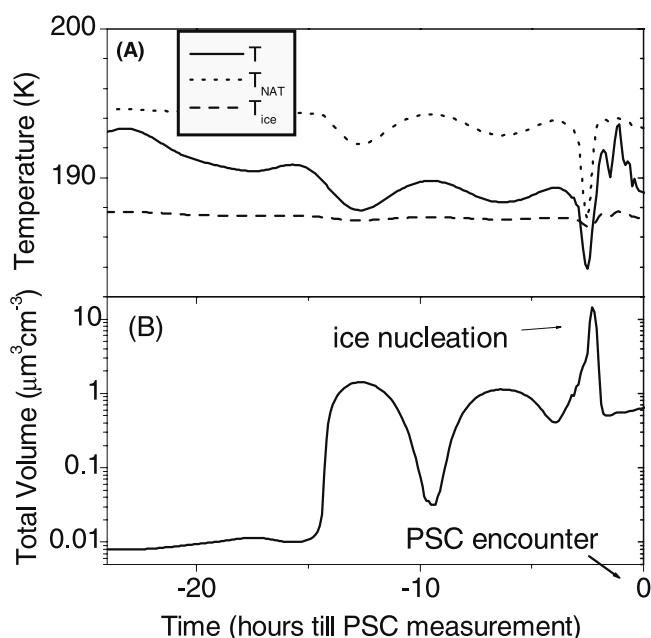 200
(A)
T
T_NAT
T_ice
190
Temperature (K)
(B)
10
ice nucleation
1
0.1
0.01
Total Volume (μm³cm⁻³)
PSC encounter
-20
-10
0
Time (hours till PSC measurement)